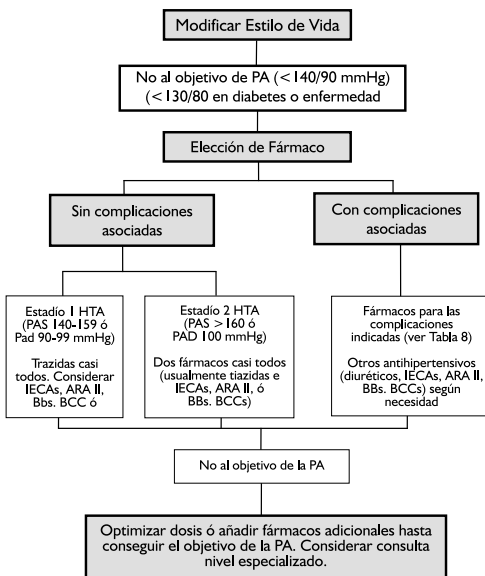 Modificar Estilo de Vida
No al objetivo de PA (<140/90 mmHg)
(<130/80 en diabetes o enfermedad
Elección de Fármaco
Sin complicaciones
asociadas
Con complicaciones
asociadas
Estadío 1 HTA
(PAS 140-159 ó
Pad 90-99 mmHg)
Trazidas casi
todos. Considerar
IECAs, ARA II,
Bbs. BCC ó
Estadío 2 HTA
(PAS >160 ó
PAD 100 mmHg)
Dos fármacos casi todos
(usualmente tiazidas e
IECAs, ARA II, ó
BBs. BCCs)
Fármacos para las
complicaciones
indicadas (ver Tabla 8)
Otros antihipertensivos
(diuréticos, IECAs, ARA II,
BBs. BCCs) según
necesidad
No al objetivo de la PA
Optimizar dosis ó añadir fármacos adicionales hasta
conseguir el objetivo de la PA. Considerar consulta
nivel especializado.